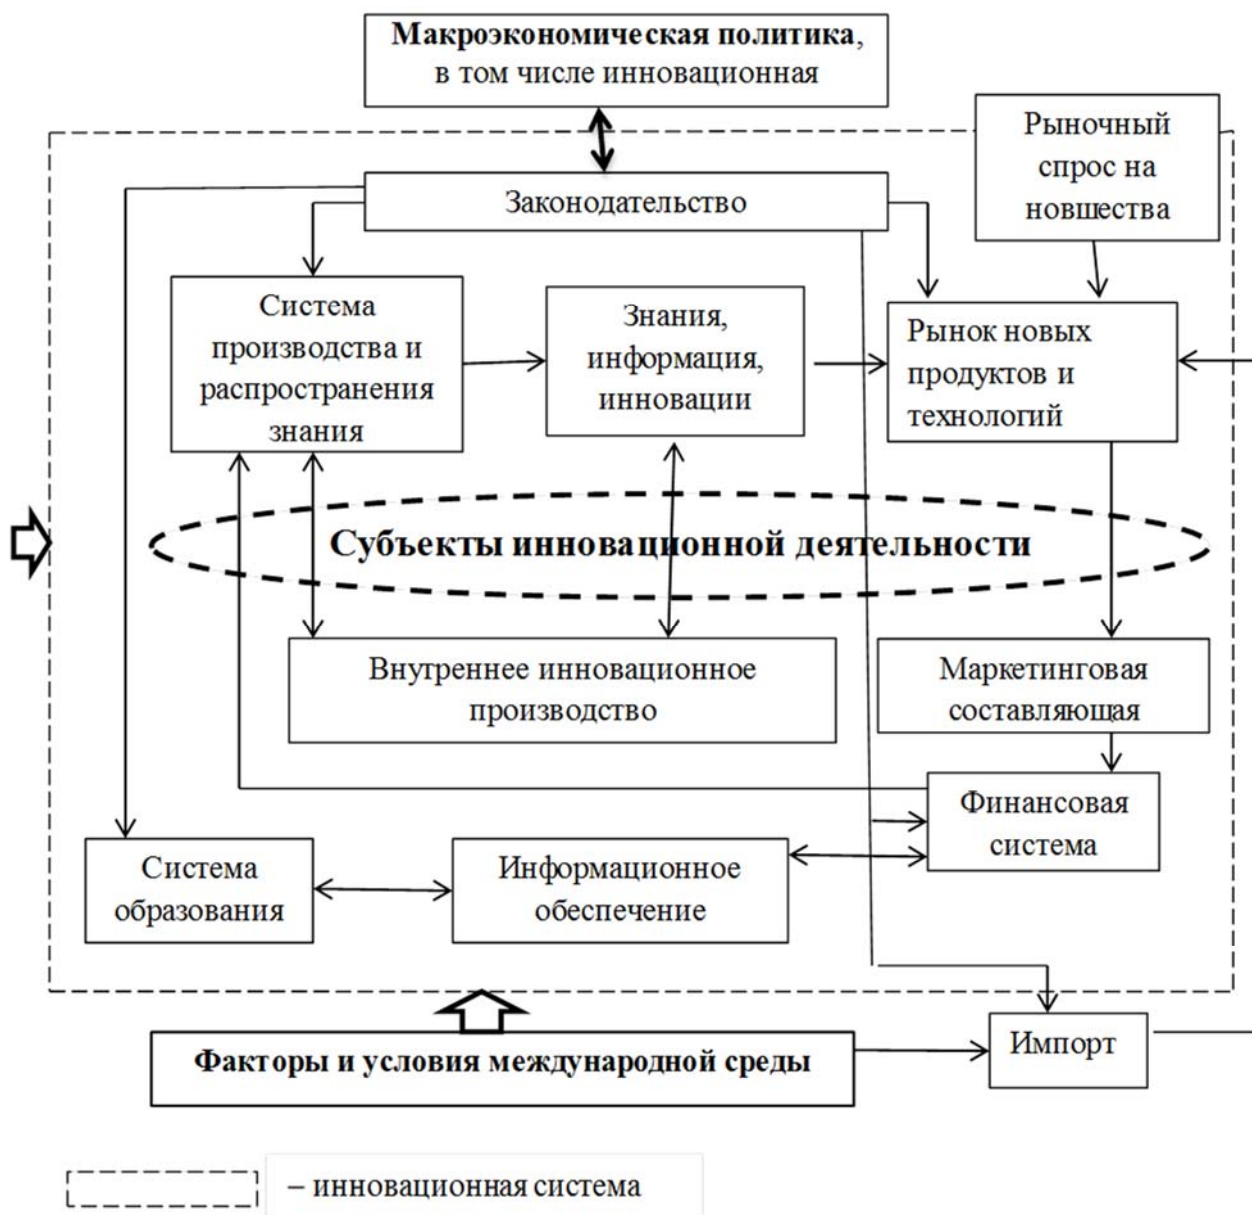 Макроэкономическая политика,
в том числе инновационная
Рыночный
спрос на
новшества
Законодательство
Система
производства и
распространения
знания
Знания,
информация,
инновации
Рынок новых
продуктов и
технологий
Субъекты инновационной деятельности
Внутреннее инновационное
производство
Маркетинговая
составляющая
Финансовая
система
Система
образования
Информационное
обеспечение
Факторы и условия международной среды
Импорт
– инновационная система